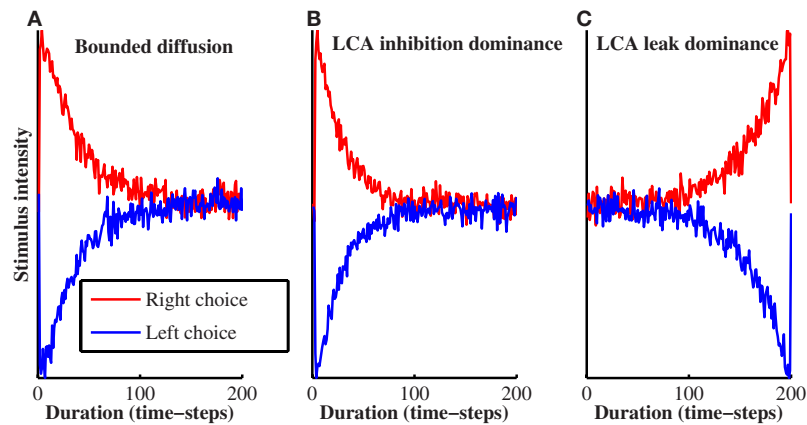 A
Bounded diffusion
B
LCA inhibition dominance
C
LCA leak dominance
Stimulus intensity
Right choice
Left choice
0
100
200
Duration (time−steps)
0
100
200
Duration (time−steps)
0
100
200
Duration (time−steps)